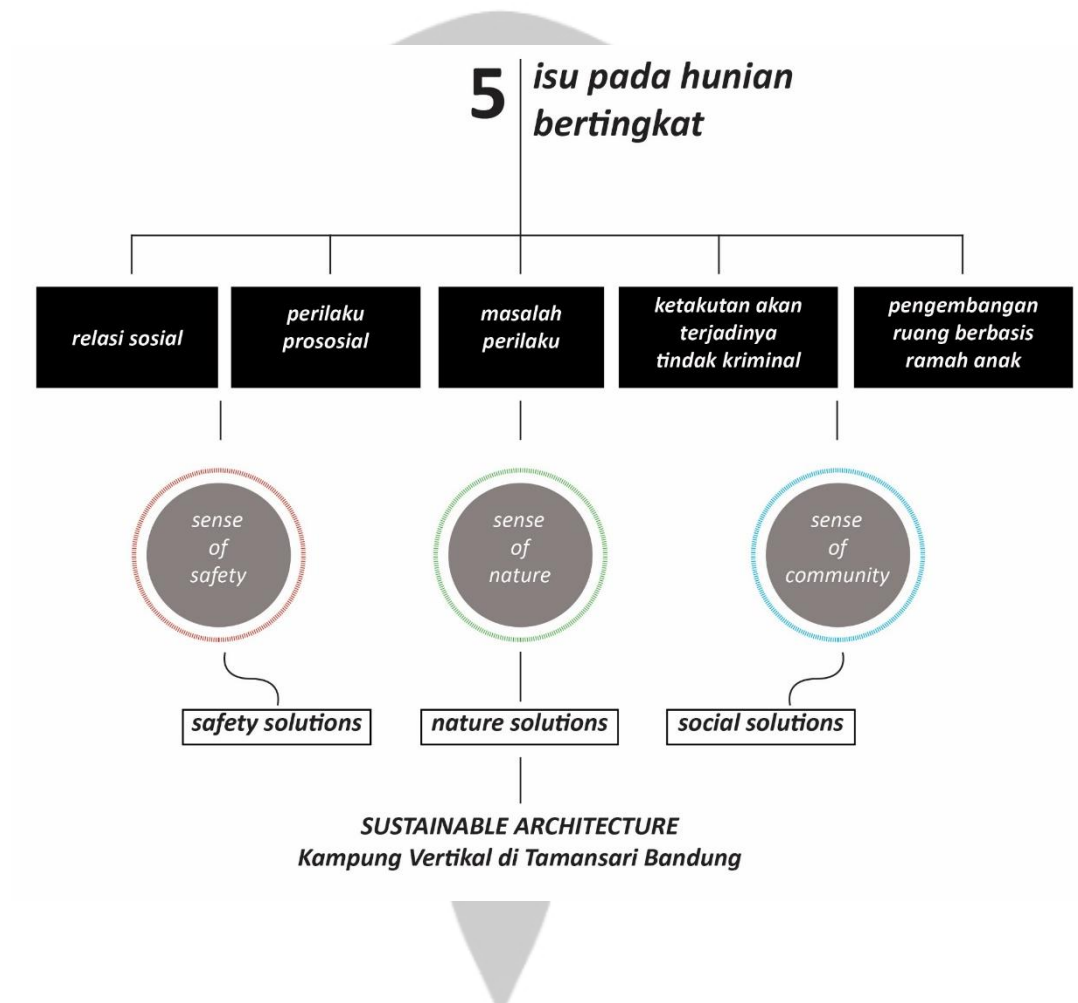 5
isu pada hunian
bertingkat
relasi sosial
perilaku
prososial
masalah
perilaku
ketakutan akan
terjadinya
tindak kriminal
pengembangan
ruang berbasis
ramah anak
sense
of
safety
sense
of
nature
sense
of
community
safety solutions
nature solutions
social solutions
SUSTAINABLE ARCHITECTURE
Kampung Vertikal di Tamansari Bandung